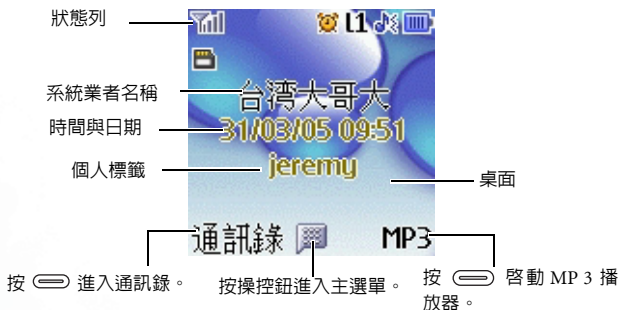 狀態列
系統業者名稱
台湾大哥大
時間與日期
31/03/05 09:51
個人標籤
jeremy
桌面
通訊錄
MP3
按 進入通訊錄。
按操控鈕進入主選單。
按 啓動 MP 3 播
放器。